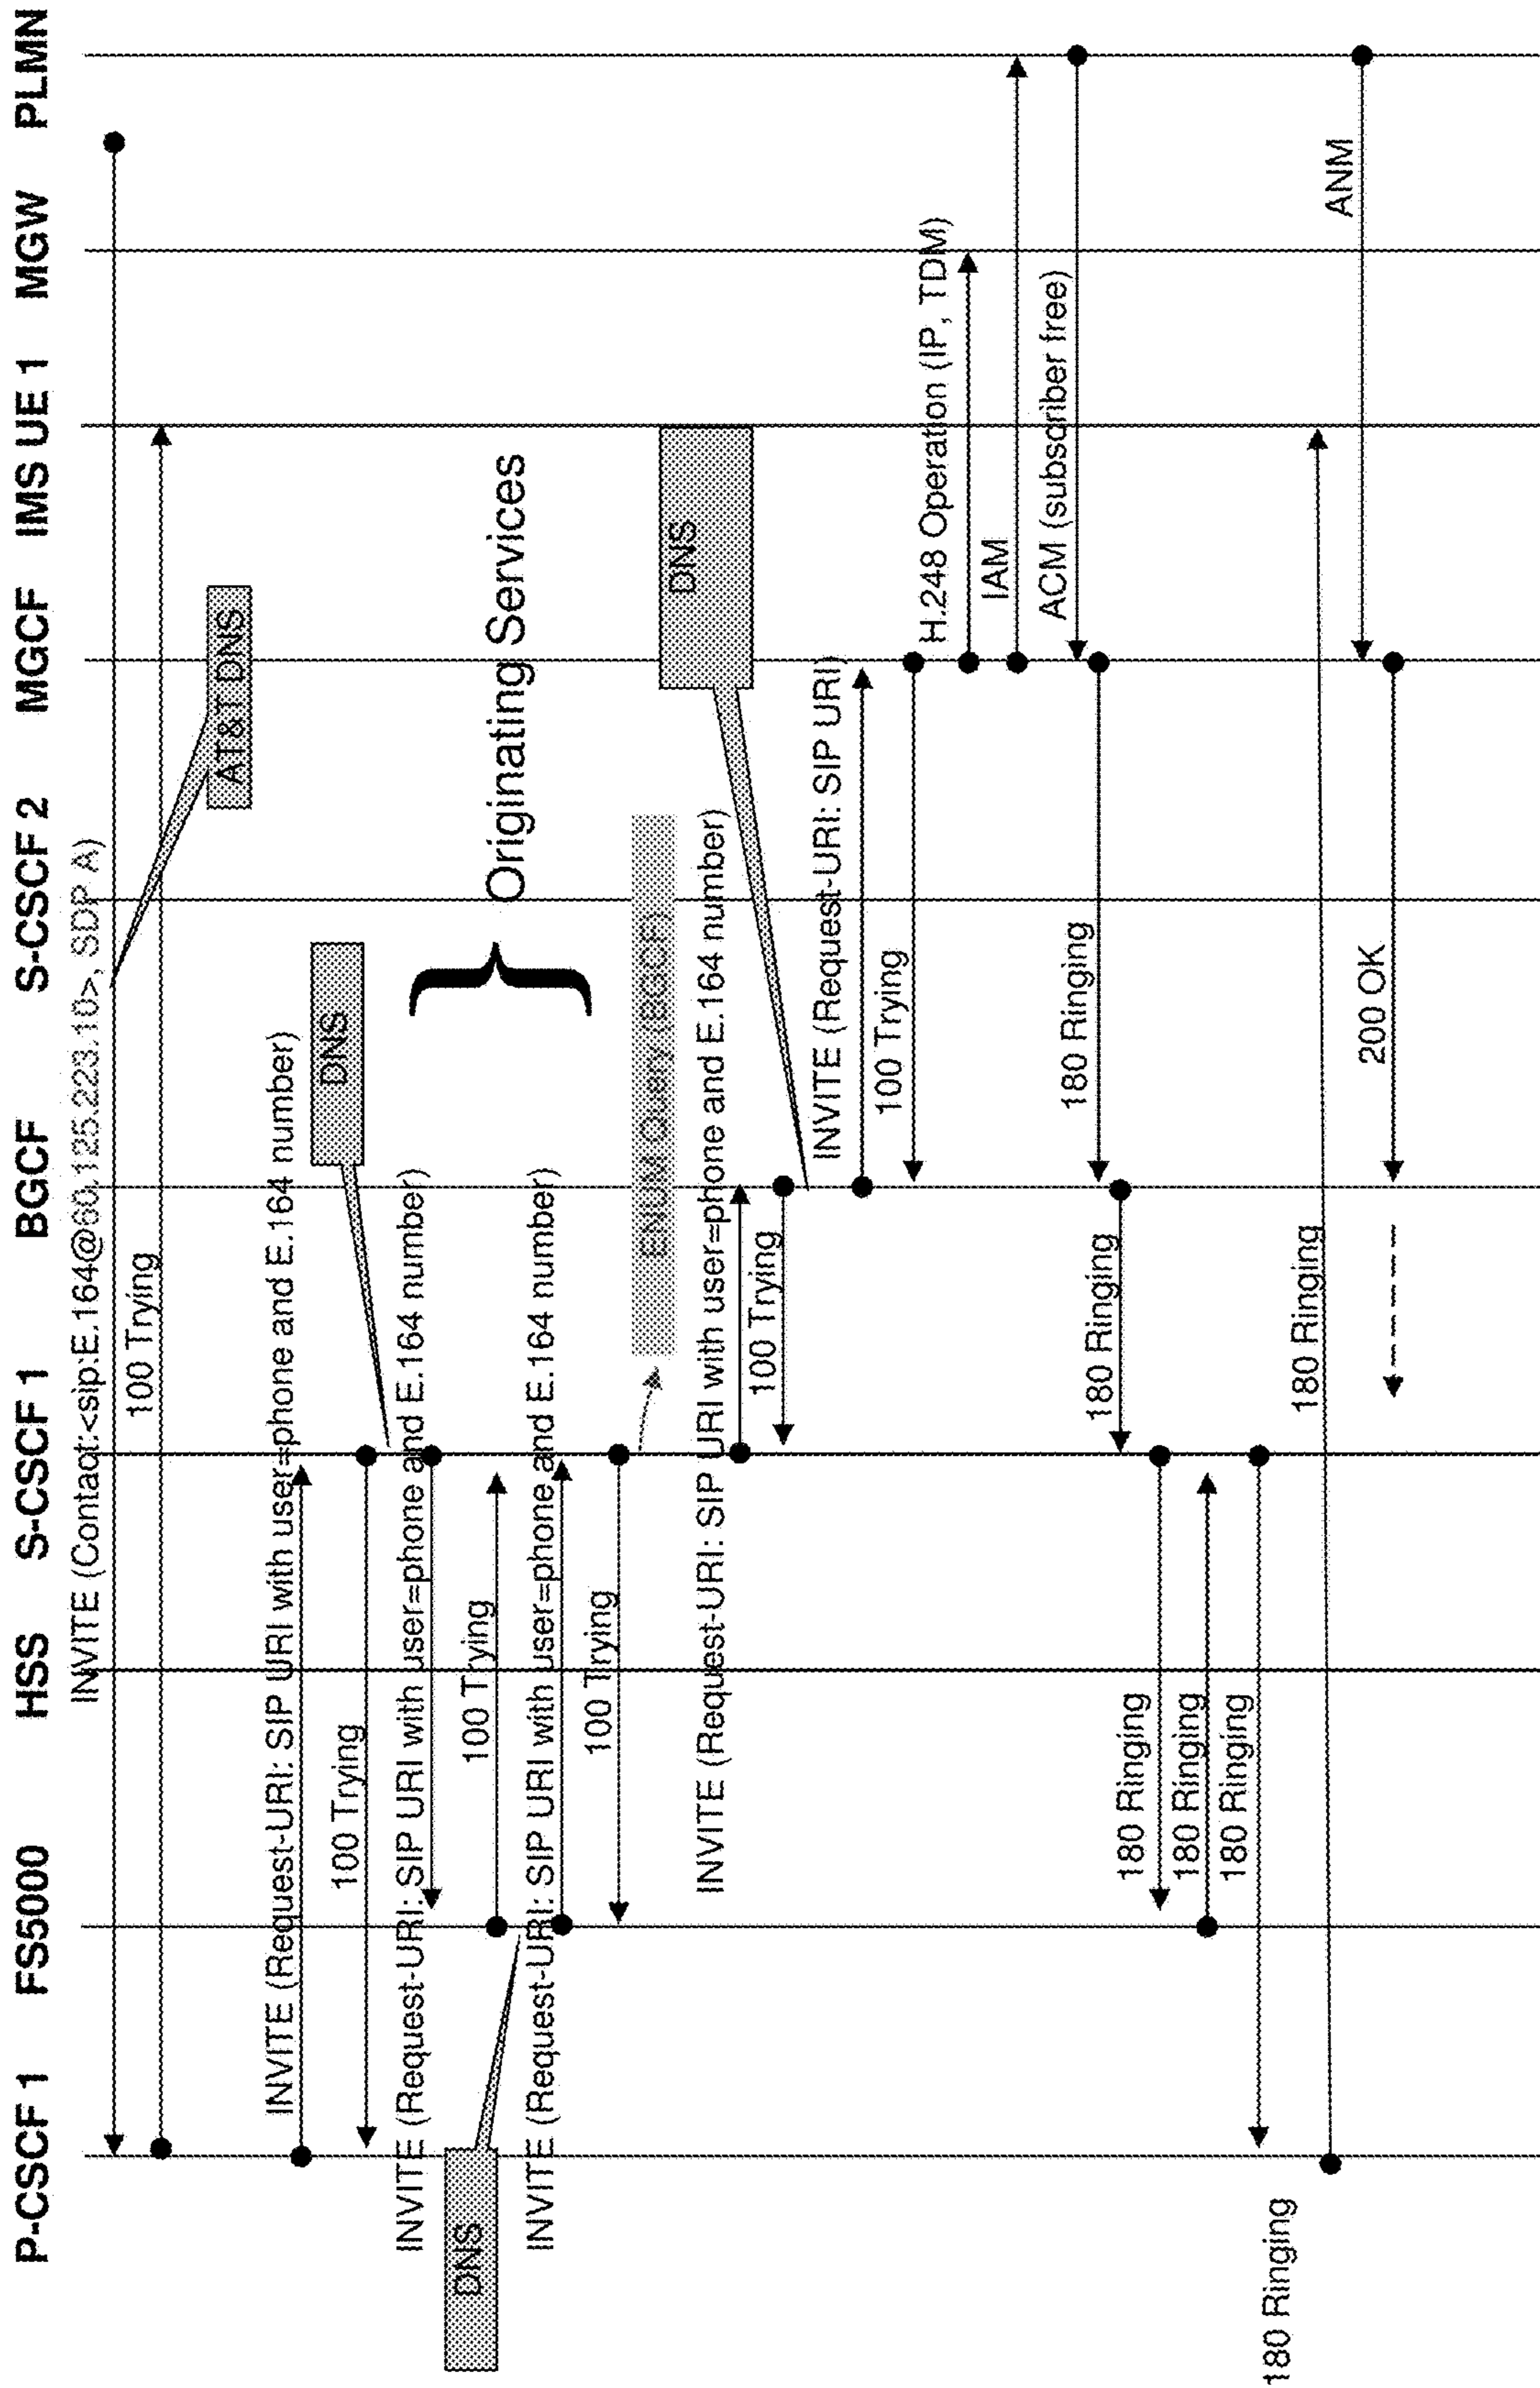 P-CSCF 1 FS5000 HSS S-CSCF 1 BGCF S-CSCF 2 MGCF IMS UE 1 MGW PLMN
INVITE (Contact:<sip:E.164@60.125.223.10>, SDP A)
100 Trying
AT&T DNS
INVITE (Request-URI: SIP URI with user=phone and E.164 number)
DNS
100 Trying
INVITE (Request-URI: SIP URI with user=phone and E.164 number)
DNS
100 Trying
Originating Services
INVITE (Request-URI: SIP URI with user=phone and E.164 number)
100 Trying
ENUM Query (BGCF)
DNS
INVITE (Request-URI: SIP URI with user=phone and E.164 number)
100 Trying
INVITE (Request-URI: SIP URI)
100 Trying
H.248 Operation (IP, TDM)
IAM
ACM (subscriber free)
180 Ringing
180 Ringing
180 Ringing
180 Ringing
180 Ringing
180 Ringing
180 Ringing
ANM
200 OK